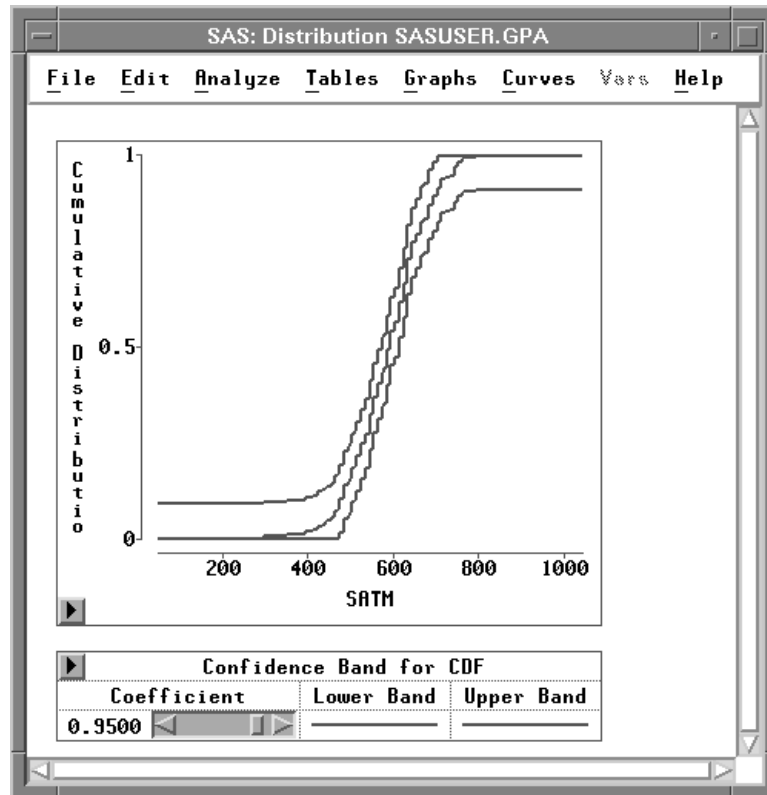 SAS: Distribution SASUSER.GPA
File Edit Analyze Tables Graphs Curves Vars Help
Cumulative Distributio
1
0.5
0
200 400 600 800 1000
SATM
Confidence Band for CDF
Coefficient Lower Band Upper Band
0.9500